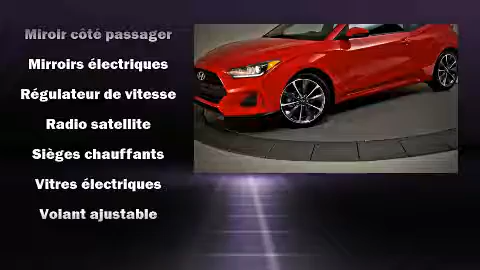 Miroir côté passager
Mirroirs électriques
Régulateur de vitesse
Radio satellite
Sièges chauffants
Vitres électriques
Volant ajustable